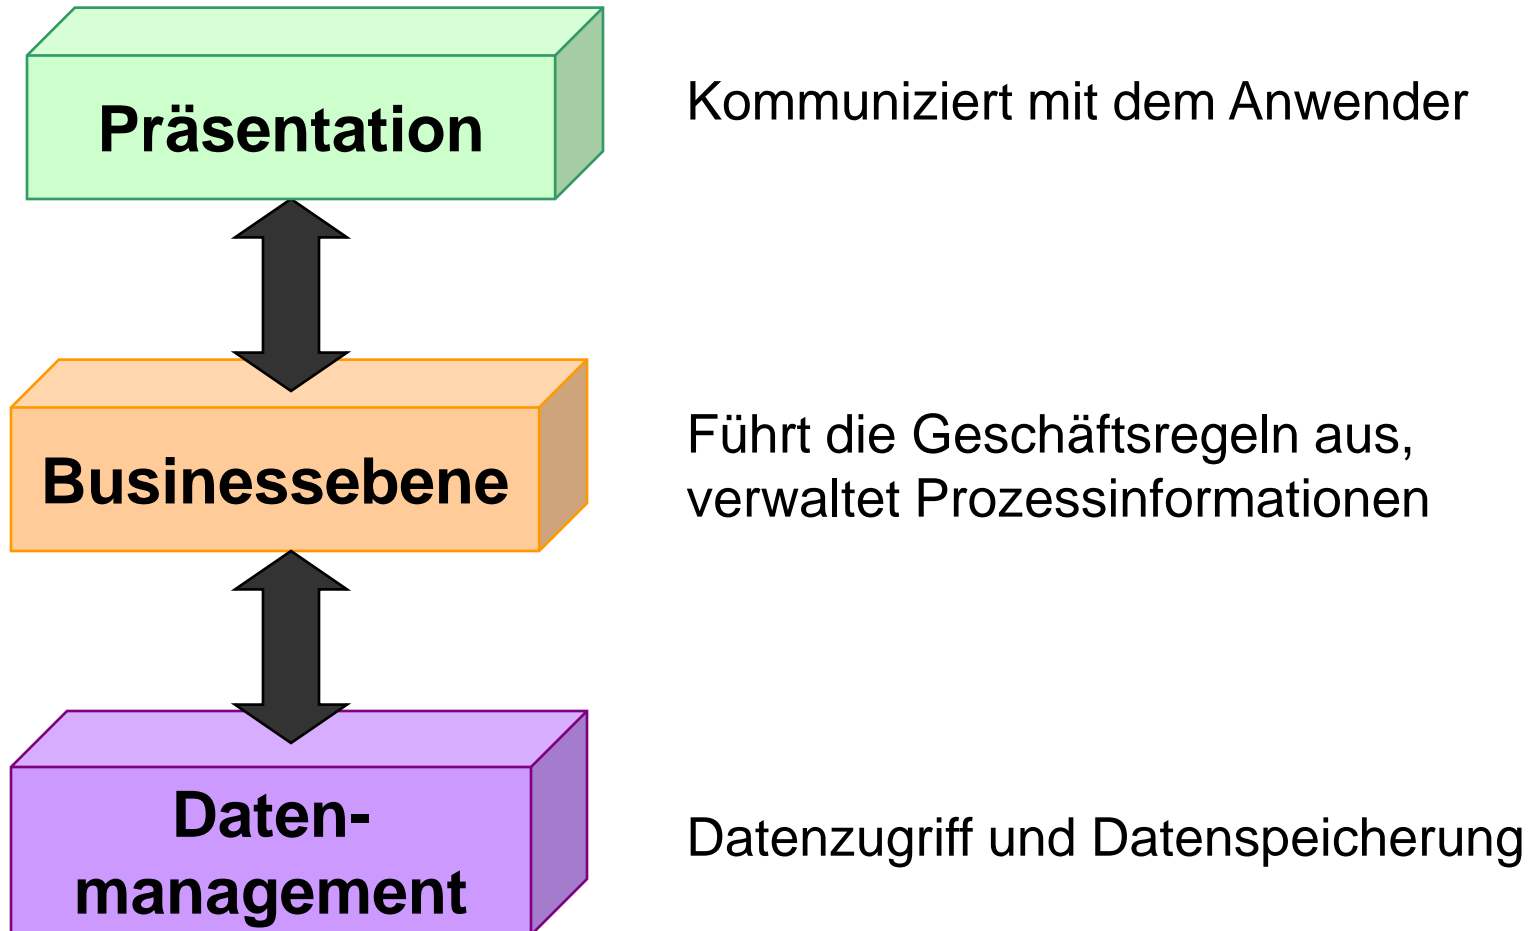 Präsentation
Kommuniziert mit dem Anwender
Businessebene
Führt die Geschäftsregeln aus,
verwaltet Prozessinformationen
Daten-
management
Datenzugriff und Datenspeicherung